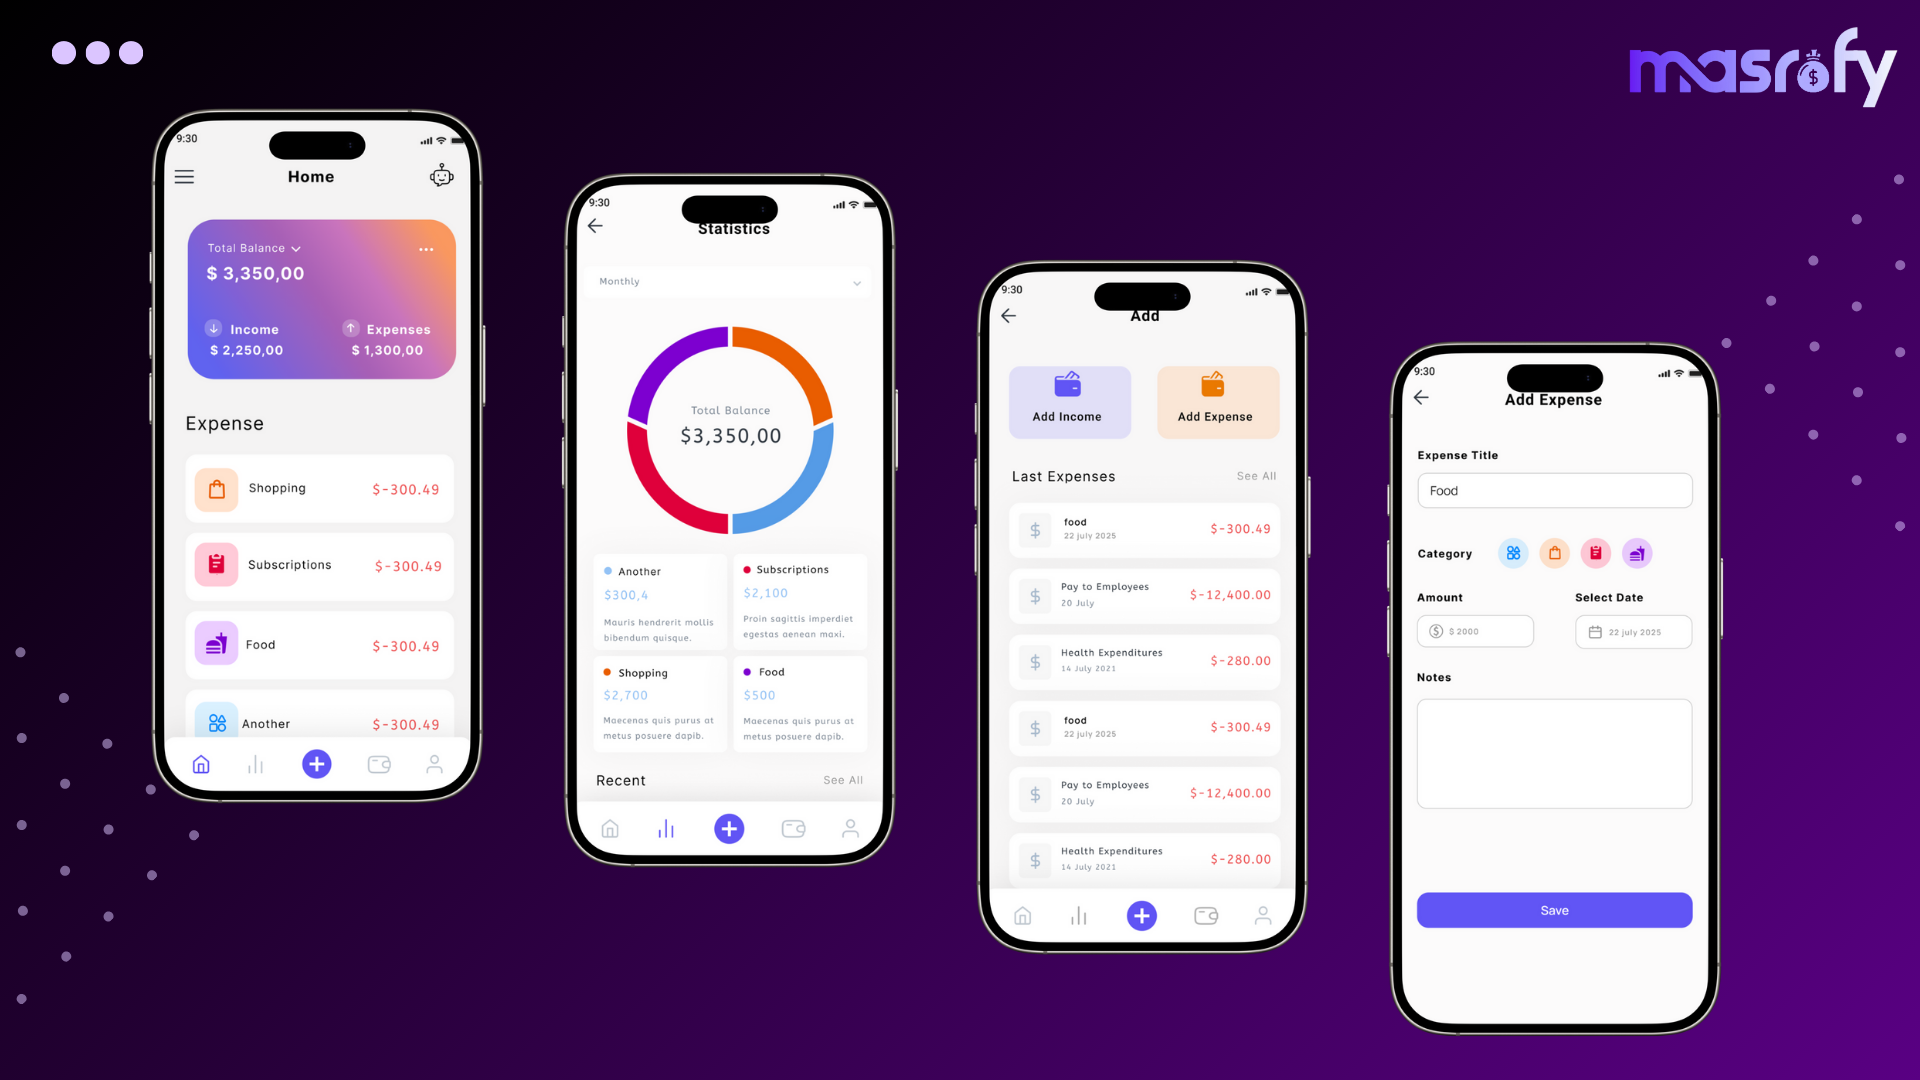 masrofy
9:30
Home
Total Balance
$ 3,350,00
Income
Expenses
$ 2,250,00
$ 1,300,00
Expense
Shopping
$-300.49
Subscriptions
$-300.49
Food
$-300.49
Another
$-300.49
9:30
Statistics
Monthly
Total Balance
$3,350,00
Another
$300,4
Mauris hendrerit mollis
bibendum quisque.
Subscriptions
$2,100
Proin sagittis imperdiet
egestas aenean maxi.
Shopping
$2,700
Maecenas quis purus at
metus posuere dapib.
Food
$500
Maecenas quis purus at
metus posuere dapib.
Recent
See All
9:30
Add
Add Income
Add Expense
Last Expenses
See All
food
22 july 2025
$-300.49
Pay to Employees
20 July
$-12,400.00
Health Expenditures
14 July 2021
$-280.00
food
22 july 2025
$-300.49
Pay to Employees
20 July
$-12,400.00
Health Expenditures
14 July 2021
$-280.00
9:30
Add Expense
Expense Title
Food
Category
Amount
Select Date
$ 2000
22 july 2025
Notes
Save